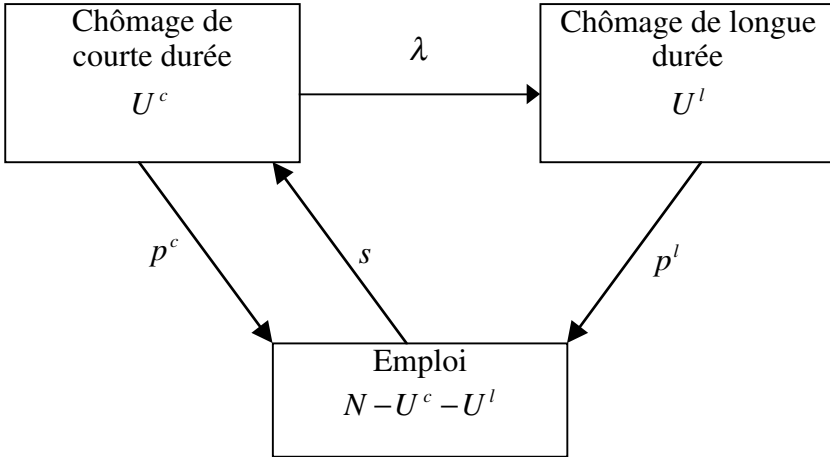 Chômage de
courte durée
U^c
λ
Chômage de longue
durée
U^l
p^c
s
p^l
Emploi
N – U^c – U^l